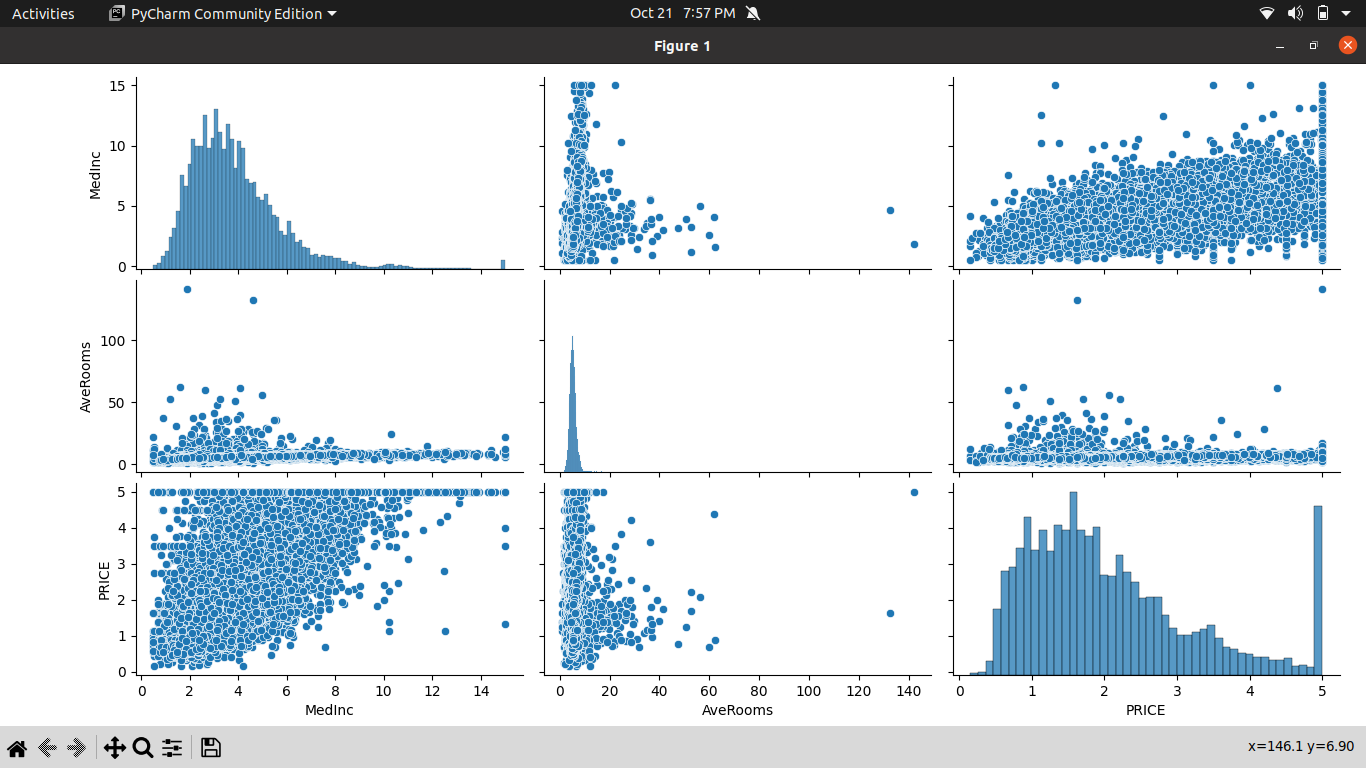 Activities PyCharm Community Edition Oct 21 7:57 PM
Figure 1
15
10
5
0
MedInc
100
50
0
AveRooms
5
4
3
2
1
0
PRICE
0 2 4 6 8 10 12 14
MedInc
0 20 40 60 80 100 120 140
AveRooms
0 1 2 3 4 5
PRICE
x=146.1 y=6.90